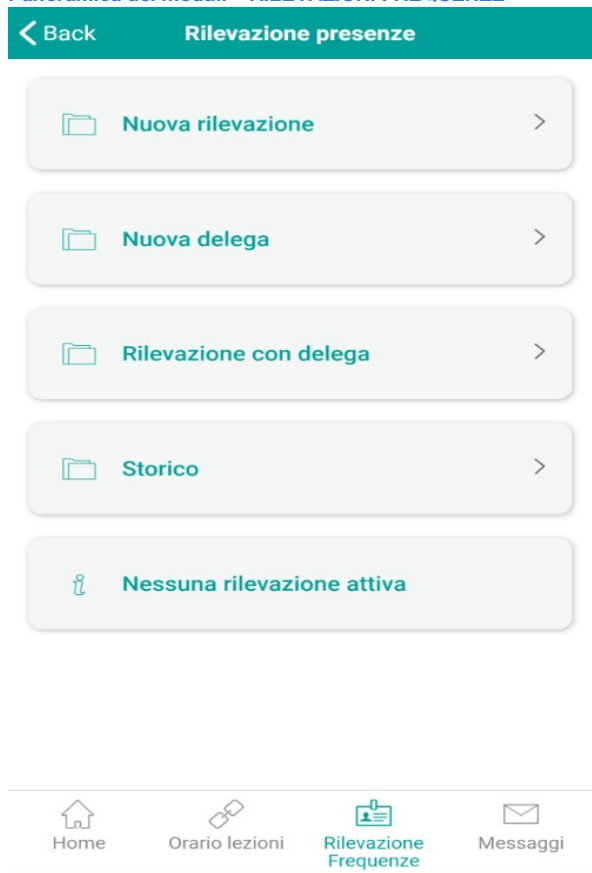 Back
Rilevazione presenze
Nuova rilevazione
Nuova delega
Rilevazione con delega
Storico
Nessuna rilevazione attiva
Home
Orario lezioni
Rilevazione
Frequenze
Messaggi